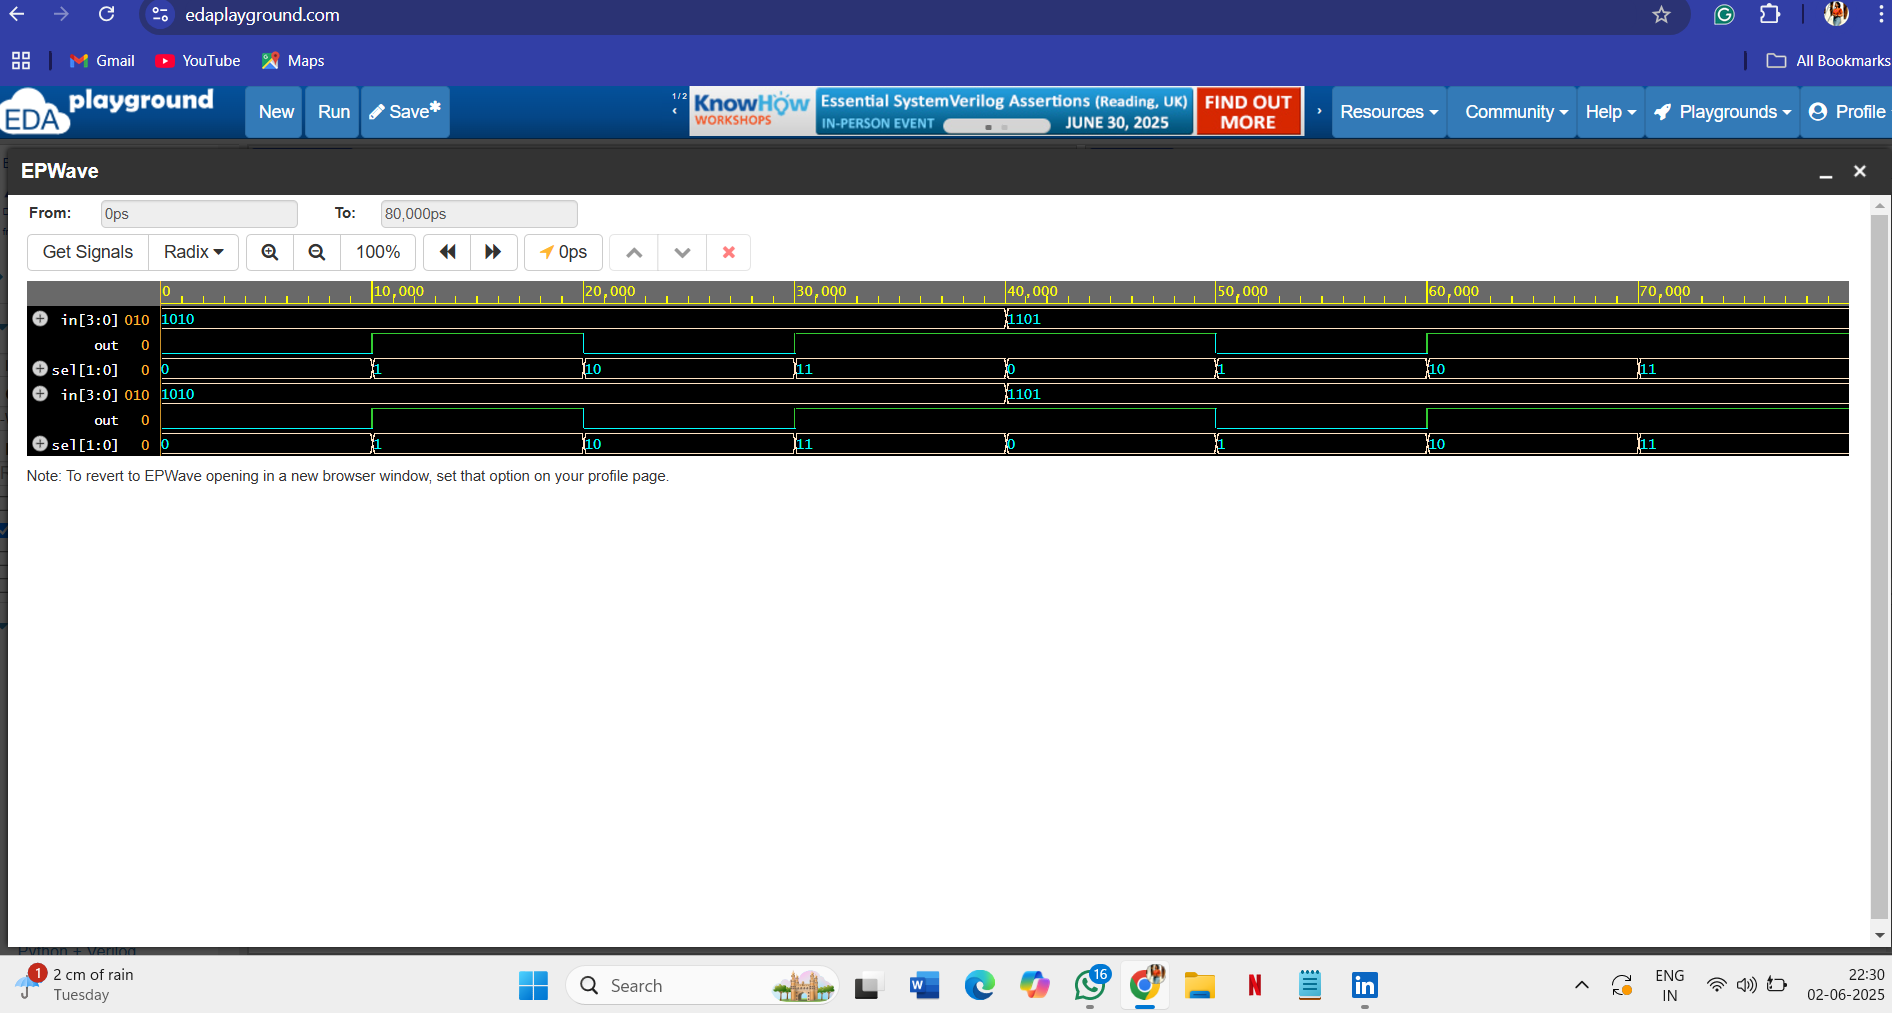 edaplayground.com
Gmail YouTube Maps All Bookmarks
EDA playground New Run Save* 1/2 KnowHow WORKSHOPS Essential SystemVerilog Assertions (Reading, UK) IN-PERSON EVENT JUNE 30, 2025 FIND OUT MORE Resources Community Help Playgrounds Profile
EPWave
From: 0ps To: 80,000ps
Get Signals Radix 100% 0ps
0 10,000 20,000 30,000 40,000 50,000 60,000 70,000
in[3:0] 010 1010 1101
out 0
sel[1:0] 0 0 1 10 11 0 1 10 11
in[3:0] 010 1010 1101
out 0
sel[1:0] 0 0 1 10 11 0 1 10 11
Note: To revert to EPWave opening in a new browser window, set that option on your profile page.
Python + Verilog
1 2 cm of rain
Tuesday
Search
16
ENG
IN
22:30
02-06-2025